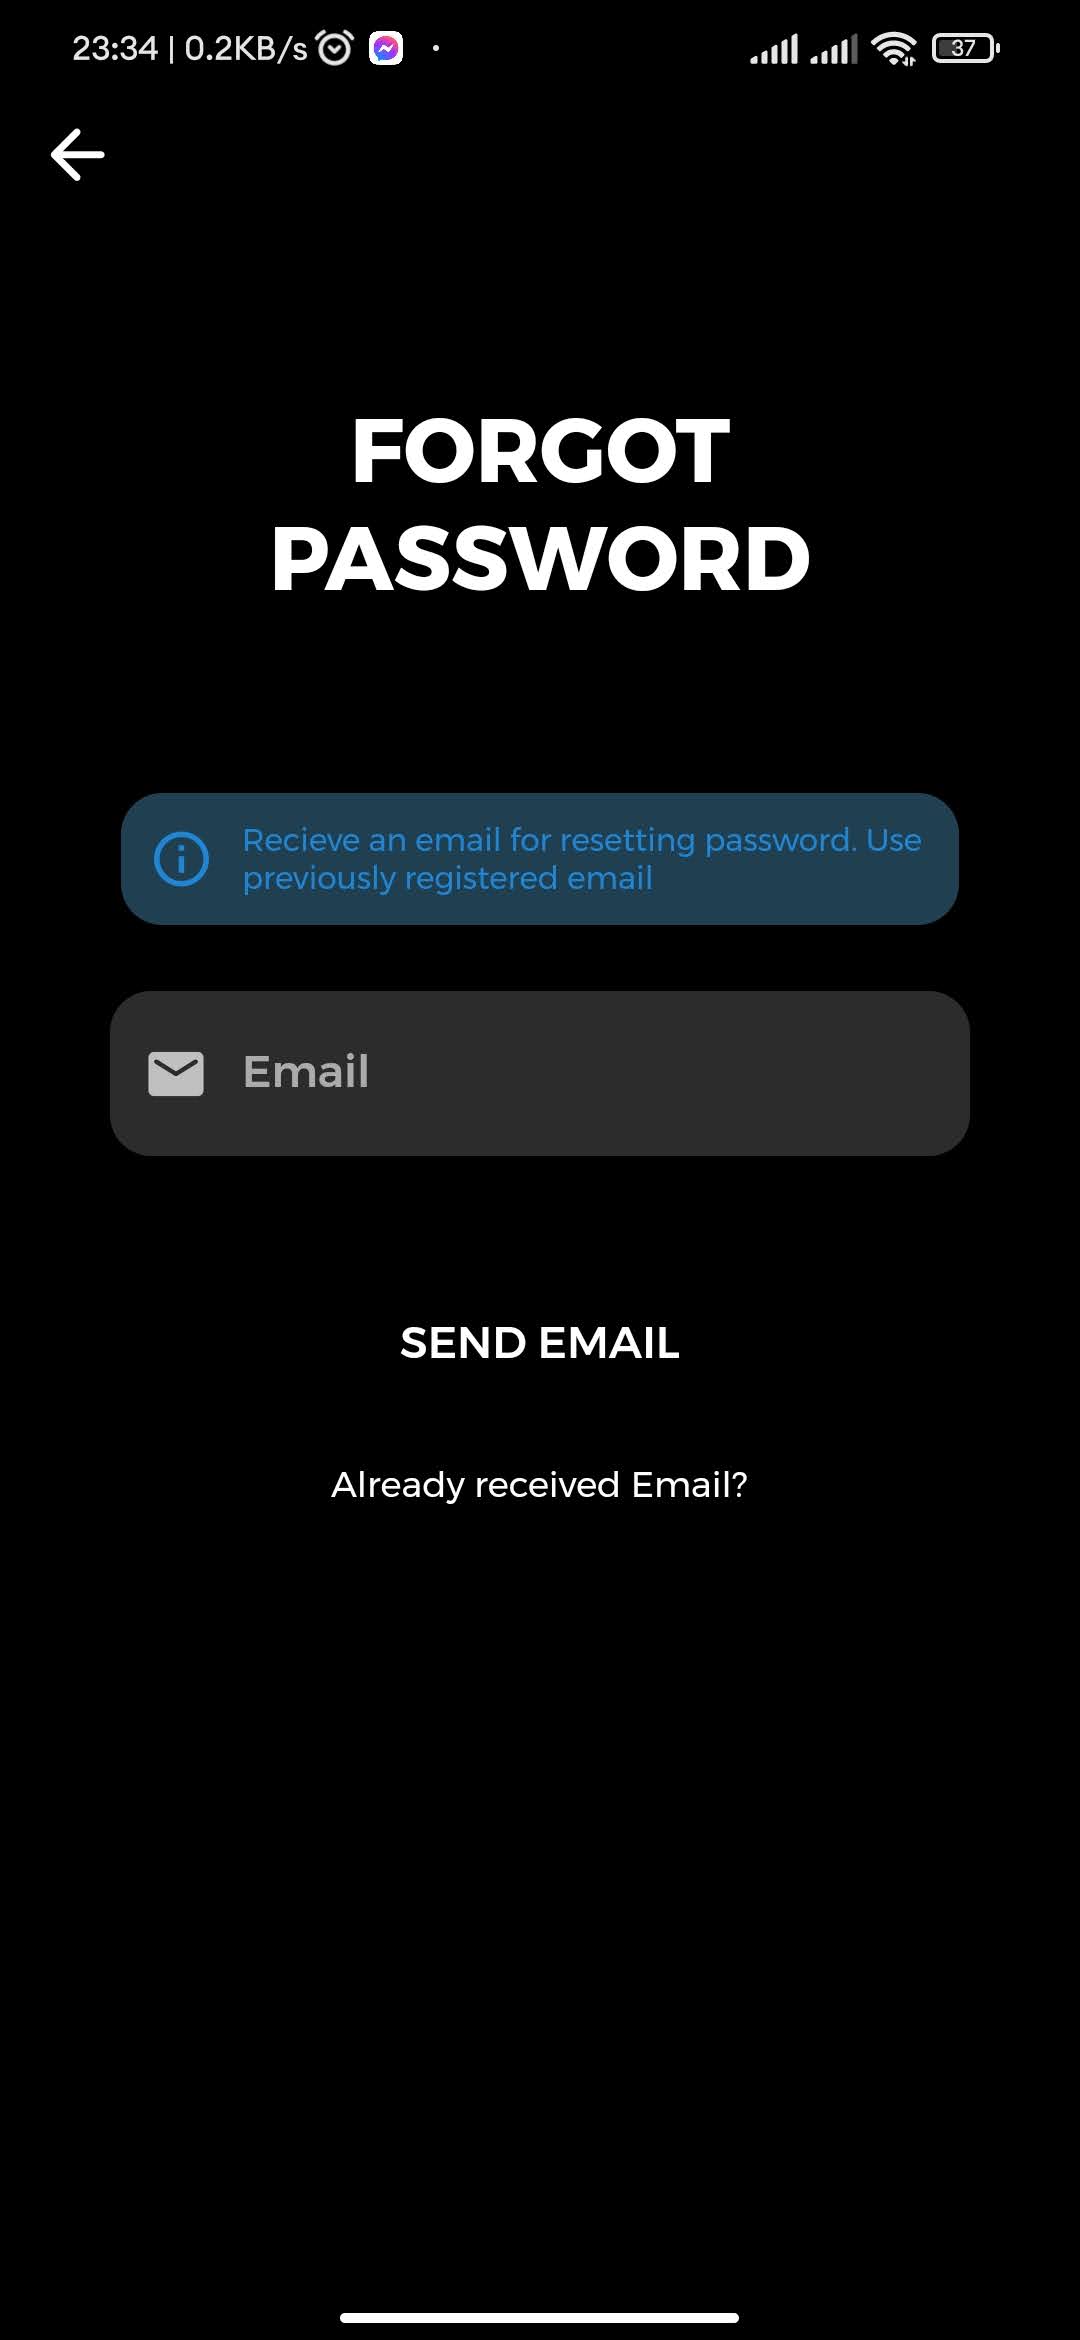 23:34 | 0.2KB/s
37
FORGOT
PASSWORD
Recieve an email for resetting password. Use
previously registered email
Email
SEND EMAIL
Already received Email?